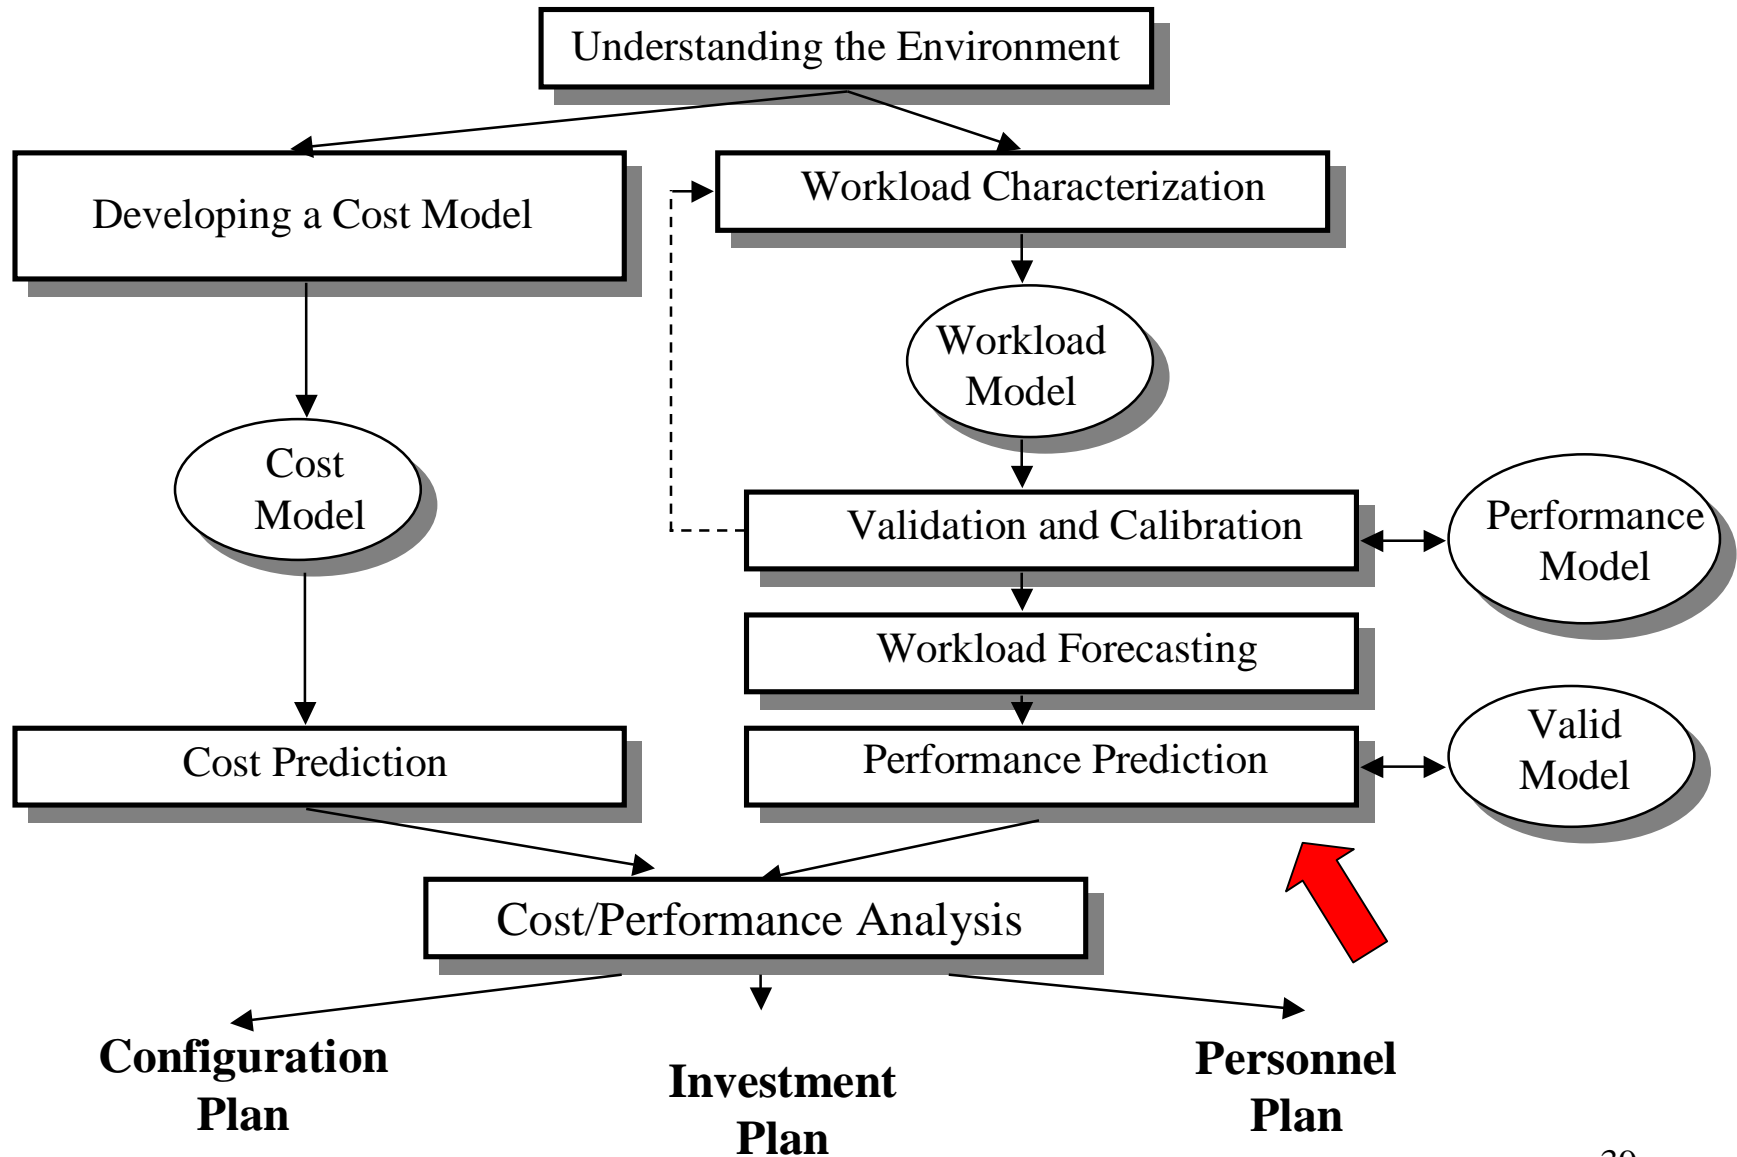 Understanding the Environment
Developing a Cost Model
Workload Characterization
Workload
Model
Cost
Model
Validation and Calibration
Performance
Model
Workload Forecasting
Cost Prediction
Performance Prediction
Valid
Model
Cost/Performance Analysis
Configuration
Plan
Investment
Plan
Personnel
Plan